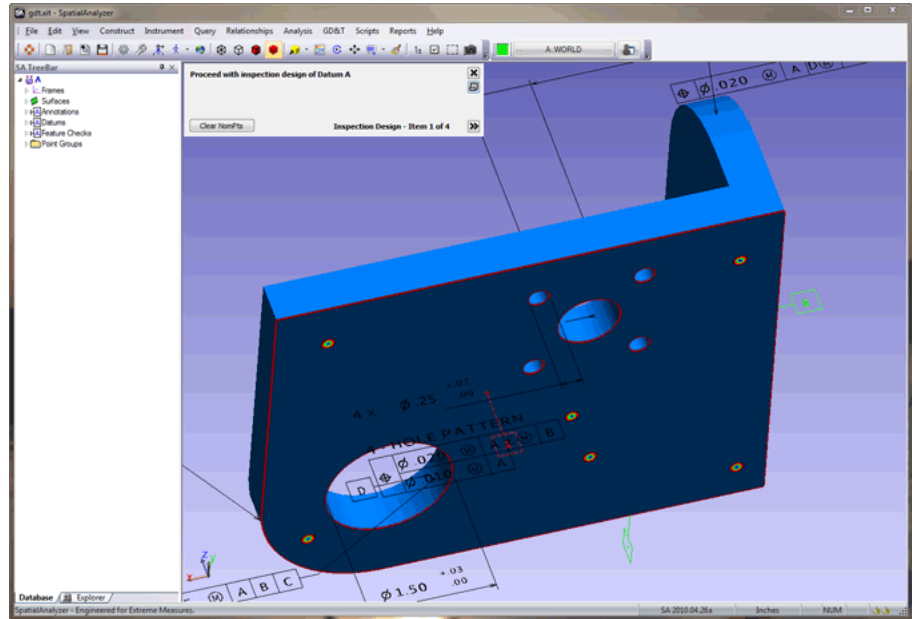 gdt.xit - SpatialAnalyzer
File Edit View Construct Instrument Query Relationships Analysis GD&T Scripts Reports Help
A::WORLD
SA TreeBar
A
Frames
Surfaces
Annotations
Datums
Feature Checks
Point Groups
Proceed with inspection design of Datum A
Clear NomPts
Inspection Design - Item 1 of 4
Ø.020 Ⓜ A
4 x Ø.25 +.02 .00
4 - HOLE PATTERN
Ø.020 Ⓜ A Ⓜ B
D Ø.010 Ⓜ A
Ⓜ A B C
Ø1.50 +.03 .00
Z
Y
X
Database Explorer
SpatialAnalyzer - Engineered for Extreme Measures.
SA 2010.04.26a
Inches
NUM